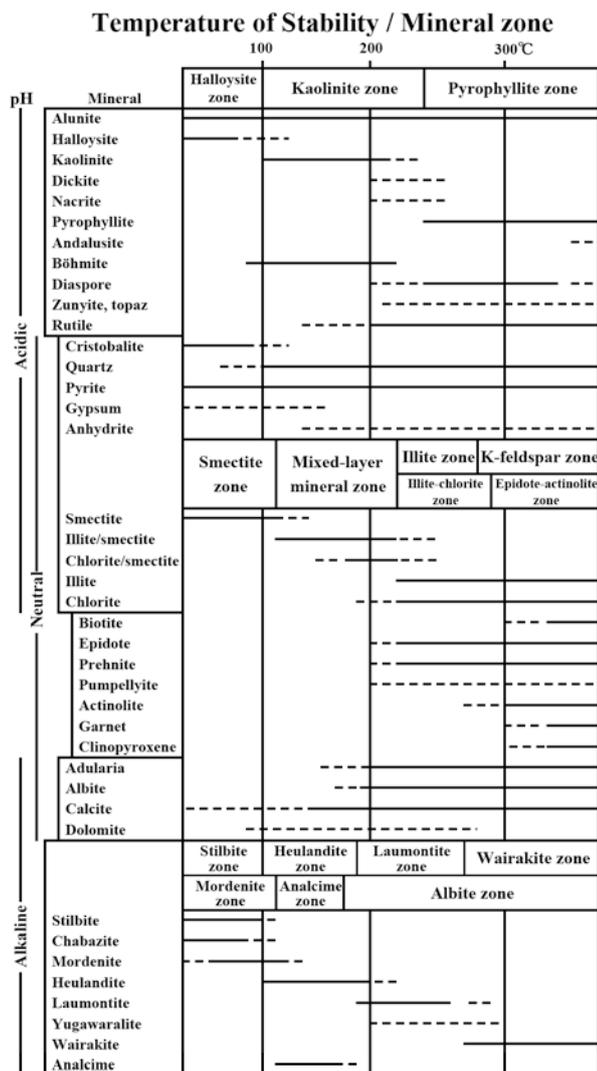 Temperature of Stability / Mineral zone
100 200 300℃
pH Mineral
Halloysite zone
Kaolinite zone
Pyrophyllite zone
Alunite
Halloysite
Kaolinite
Dickite
Nacrite
Pyrophyllite
Andalusite
Böhmite
Diaspore
Zunyite, topaz
Rutile
Acidic
Cristobalite
Quartz
Pyrite
Gypsum
Anhydrite
Smectite zone
Mixed-layer mineral zone
Illite zone
K-feldspar zone
Illite-chlorite zone
Epidote-actinolite zone
Smectite
Illite/smectite
Chlorite/smectite
Illite
Chlorite
Neutral
Biotite
Epidote
Prehnite
Pumpellyite
Actinolite
Garnet
Clinopyroxene
Adularia
Albite
Calcite
Dolomite
Stilbite zone
Heulandite zone
Laumontite zone
Wairakite zone
Mordenite zone
Analcime zone
Albite zone
Alkaline
Stilbite
Chabazite
Mordenite
Heulandite
Laumontite
Yugawaralite
Wairakite
Analcime